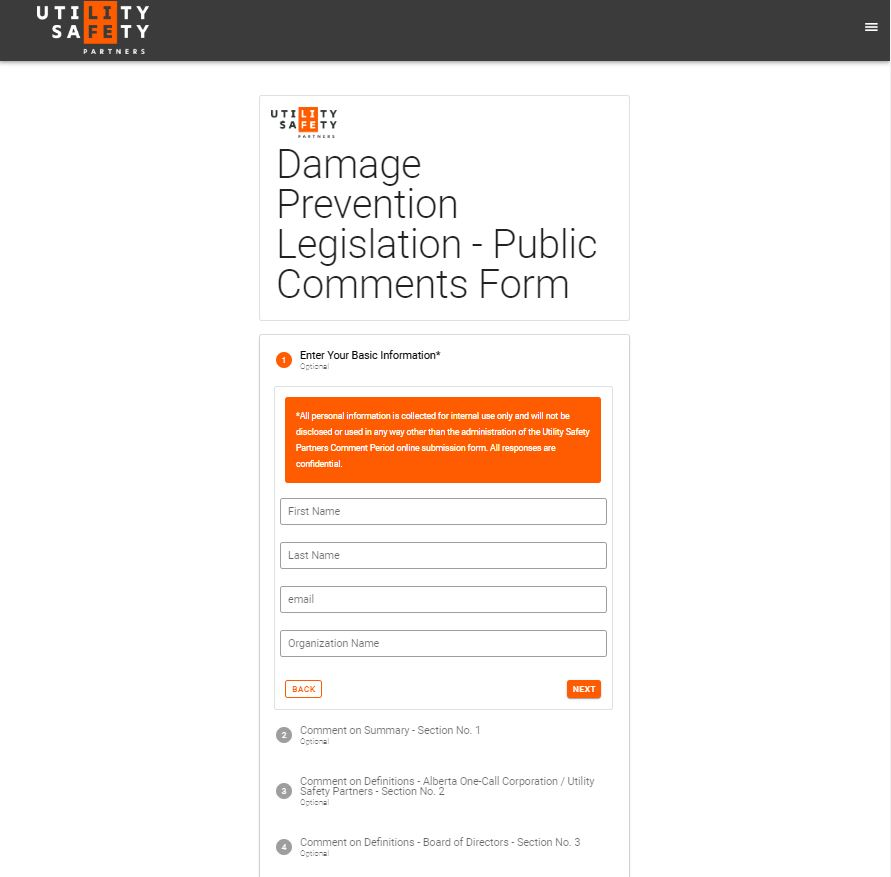 UTILITY
SAFETY
PARTNERS
UTILITY
SAFETY
PARTNERS
Damage
Prevention
Legislation - Public
Comments Form
1
Enter Your Basic Information*
Optional
*All personal information is collected for internal use only and will not be
disclosed or used in any way other than the administration of the Utility Safety
Partners Comment Period online submission form. All responses are
confidential.
First Name
Last Name
email
Organization Name
BACK
NEXT
2
Comment on Summary - Section No. 1
Optional
3
Comment on Definitions - Alberta One-Call Corporation / Utility
Safety Partners - Section No. 2
Optional
4
Comment on Definitions - Board of Directors - Section No. 3
Optional